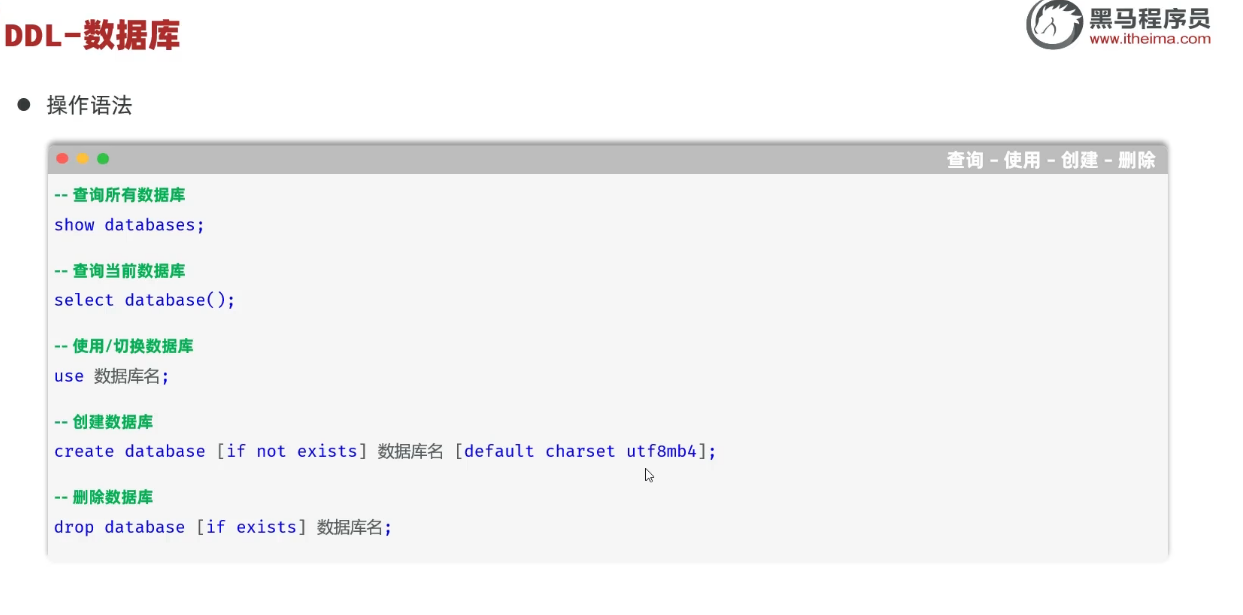 DDL-数据库
黑马程序员
www.itheima.com
操作语法
查询 - 使用 - 创建 - 删除
-- 查询所有数据库
show databases;
-- 查询当前数据库
select database();
-- 使用/切换数据库
use 数据库名;
-- 创建数据库
create database [if not exists] 数据库名 [default charset utf8mb4];
-- 删除数据库
drop database [if exists] 数据库名;